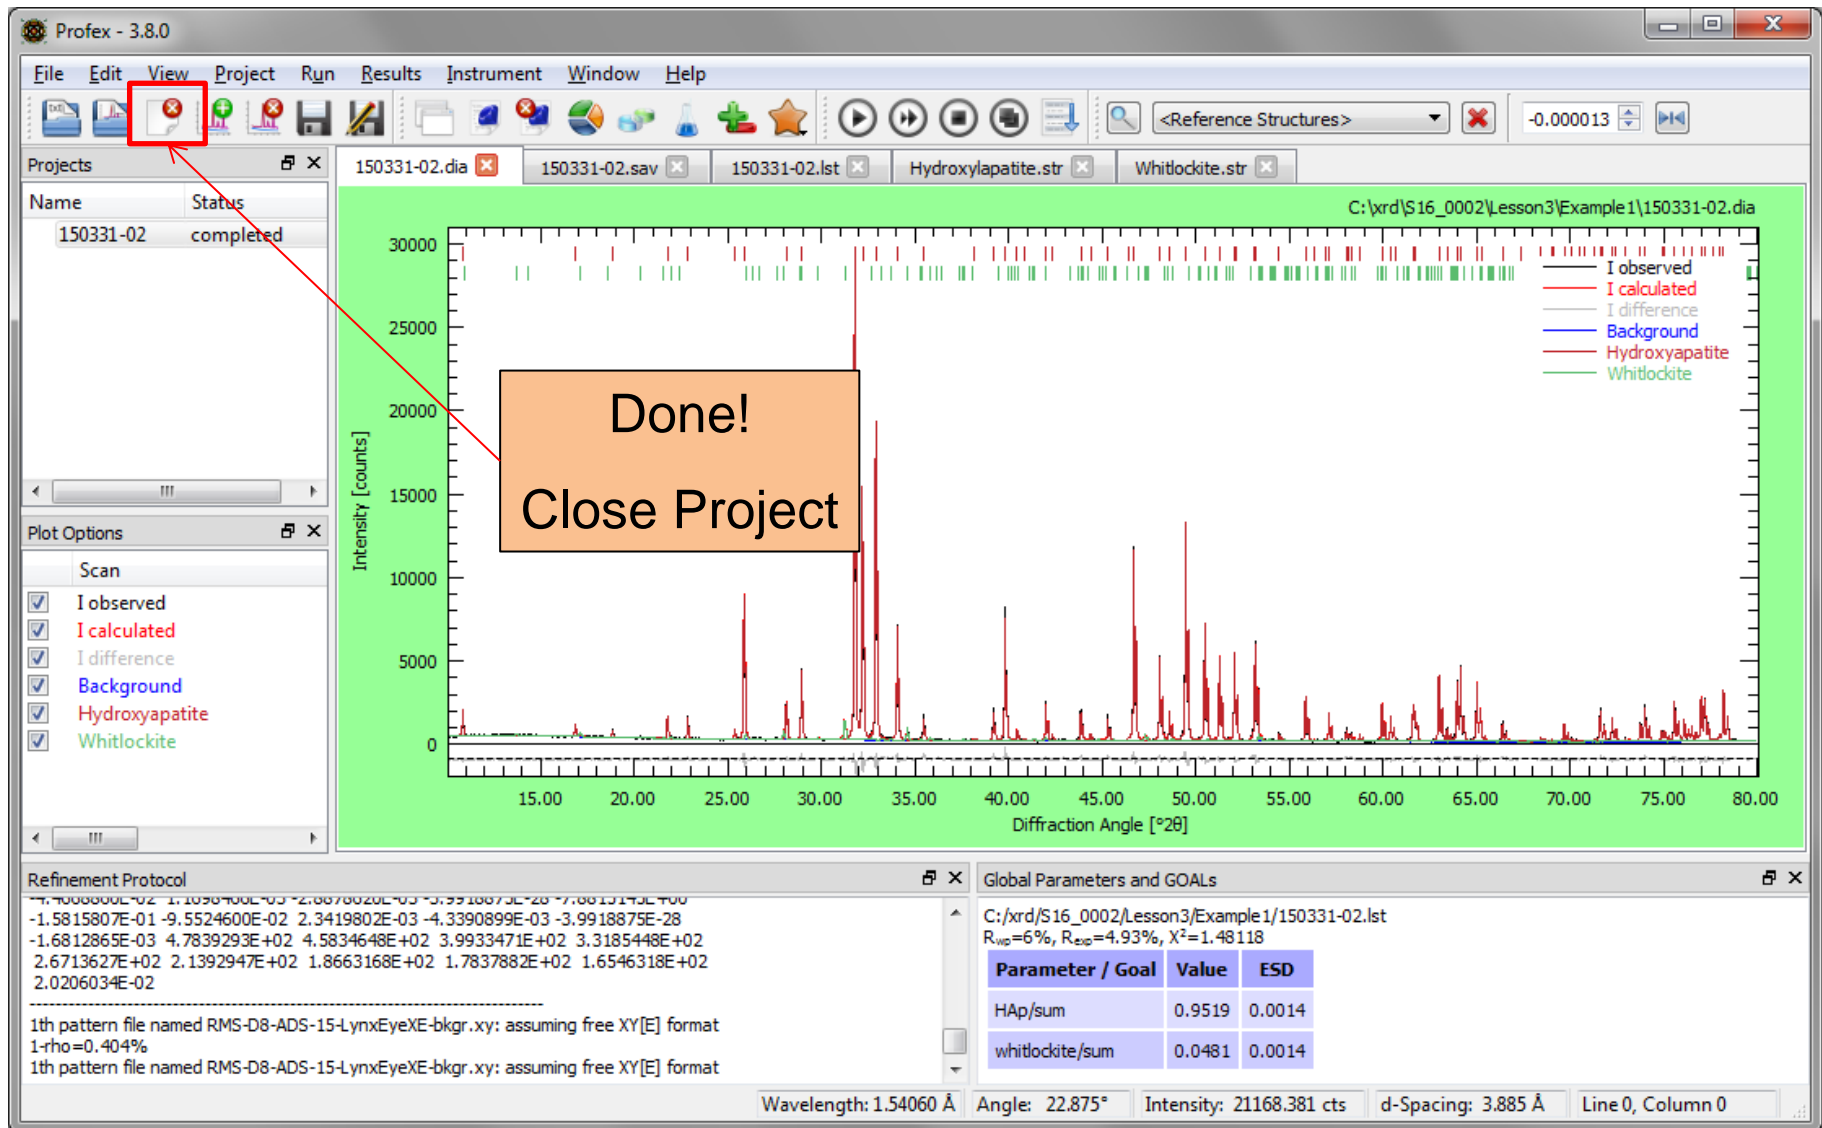 Profex - 3.8.0
File Edit View Project Run Results Instrument Window Help
<Reference Structures>
-0.000013
Projects
Name Status
150331-02 completed
150331-02.dia 150331-02.sav 150331-02.lst Hydroxylapatite.str Whitlockite.str
C:\xrd\S16_0002\Lesson3\Example1\150331-02.dia
30000
25000
20000
15000
10000
5000
0
Intensity [counts]
I observed
I calculated
I difference
Background
Hydroxyapatite
Whitlockite
Done!
Close Project
15.00 20.00 25.00 30.00 35.00 40.00 45.00 50.00 55.00 60.00 65.00 70.00 75.00 80.00
Diffraction Angle [°2θ]
Plot Options
Scan
I observed
I calculated
I difference
Background
Hydroxyapatite
Whitlockite
Refinement Protocol
-1.5815807E-01 -9.5524600E-02 2.3419802E-03 -4.3390899E-03 -3.9918875E-28
-1.6812865E-03 4.7839293E+02 4.5834648E+02 3.9933471E+02 3.3185448E+02
2.6713627E+02 2.1392947E+02 1.8663168E+02 1.7837882E+02 1.6546318E+02
2.0206034E-02
--------------------------------------------------------------------------------
1th pattern file named RMS-D8-ADS-15-LynxEyeXE-bkgr.xy: assuming free XY[E] format
1-rho=0.404%
1th pattern file named RMS-D8-ADS-15-LynxEyeXE-bkgr.xy: assuming free XY[E] format
Global Parameters and GOALs
C:/xrd/S16_0002/Lesson3/Example1/150331-02.lst
Rwp=6%, Rexp=4.93%, X²=1.48118
Parameter / Goal Value ESD
HAp/sum 0.9519 0.0014
whitlockite/sum 0.0481 0.0014
Wavelength: 1.54060 Å Angle: 22.875° Intensity: 21168.381 cts d-Spacing: 3.885 Å Line 0, Column 0